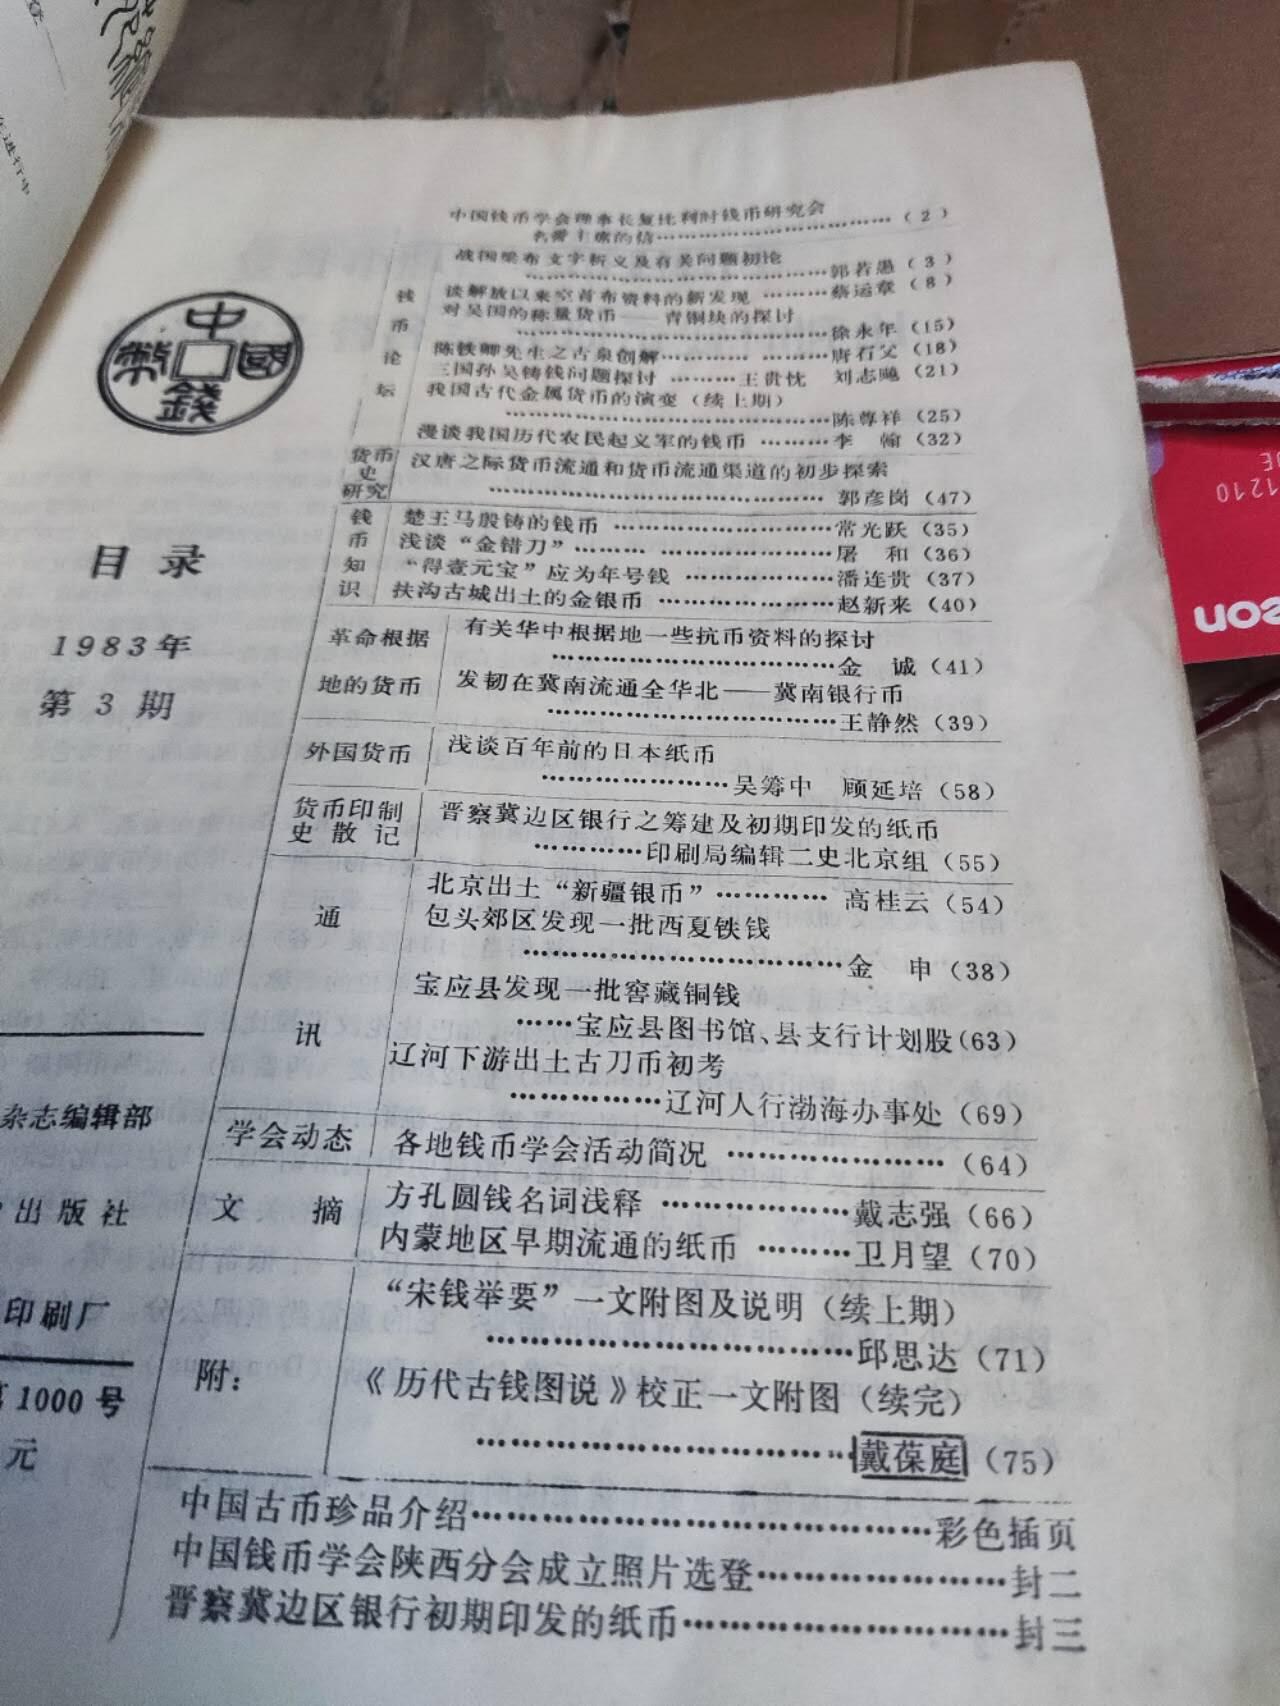 中国钱币
目录
1983年
第3期
杂志编辑部
出版社
印刷厂
1000号
元
中国钱币学会理事长复比利时钱币研究会
名誉主席的信……(2)
钱币论坛
战国梁布文字析义及有关问题初论
……郭若愚(3)
谈解放以来空首布资料的新发现……蔡运章(8)
对吴国的称量货币——青铜块的探讨
……徐永年(15)
陈铁卿先生之古泉创解……唐石父(18)
三国孙吴铸钱问题探讨……王贵忱 刘志飏(21)
我国古代金属货币的演变(续上期)
……陈尊祥(25)
漫谈我国历代农民起义军的钱币……李 翰(32)
货币史研究
汉唐之际货币流通和货币流通渠道的初步探索
……郭彦岗(47)
钱币知识
楚王马殷铸的钱币……常光跃(35)
浅谈“金错刀”……屠 和(36)
“得壹元宝”应为年号钱……潘连贵(37)
扶沟古城出土的金银币……赵新来(40)
革命根据地的货币
有关华中根据地一些抗币资料的探讨
……金 诚(41)
发韧在冀南流通全华北——冀南银行币
……王静然(39)
外国货币
浅谈百年前的日本纸币
……吴筹中 顾延培(58)
货币印制史散记
晋察冀边区银行之筹建及初期印发的纸币
……印刷局编辑二史北京组(55)
通讯
北京出土“新疆银币”……高桂云(54)
包头郊区发现一批西夏铁钱
……金 申(38)
宝应县发现一批窖藏铜钱
……宝应县图书馆、县支行计划股(63)
辽河下游出土古刀币初考
……辽河人行渤海办事处(69)
学会动态
各地钱币学会活动简况……(64)
文摘
方孔圆钱名词浅释……戴志强(66)
内蒙地区早期流通的纸币……卫月望(70)
附:
“宋钱举要”一文附图及说明(续上期)
……邱思达(71)
《历代古钱图说》校正一文附图(续完)
……戴葆庭(75)
中国古币珍品介绍……彩色插页
中国钱币学会陕西分会成立照片选登……封二
晋察冀边区银行初期印发的纸币……封三